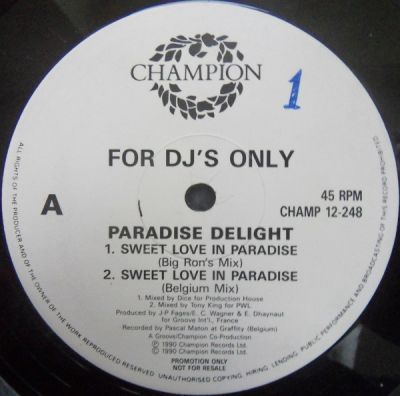 CHAMPION
1
FOR DJ'S ONLY
A
45 RPM
CHAMP 12-248
PARADISE DELIGHT
1. SWEET LOVE IN PARADISE
(Big Ron's Mix)
2. SWEET LOVE IN PARADISE
(Belgium Mix)
1. Mixed by Dice for Production House
2. Mixed by Tony King for PWL
Produced by J-P Fages/E. C. Wagner & E. Dhaynaut
for Groove Int'l., France
Recorded by Pascal Maton at Graffity (Belgium)
A Groove/Champion Co-Production
Ⓟ 1990 Champion Records Ltd.
© 1990 Champion Records Ltd.
PROMOTION ONLY
NOT FOR RESALE
ALL RIGHTS OF THE PRODUCER AND OF THE OWNER OF THE WORK REPRODUCED RESERVED. UNAUTHORISED COPYING, HIRING, LENDING, PUBLIC PERFORMANCE AND BROADCASTING OF THIS RECORD PROHIBITED